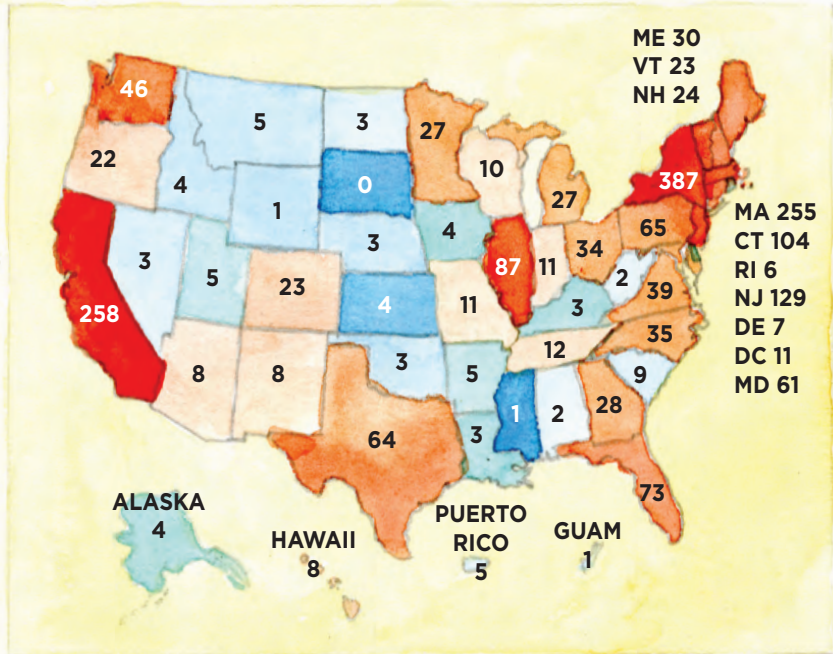 ME 30
VT 23
NH 24
46
5
3
27
22
10
4
0
387
27
1
65
4
3
34
3
87
11
2
5
23
39
258
4
11
3
35
12
8
8
3
5
9
1
2
28
64
3
73
MA 255
CT 104
RI 6
NJ 129
DE 7
DC 11
MD 61
ALASKA
4
HAWAII
8
PUERTO
RICO
5
GUAM
1